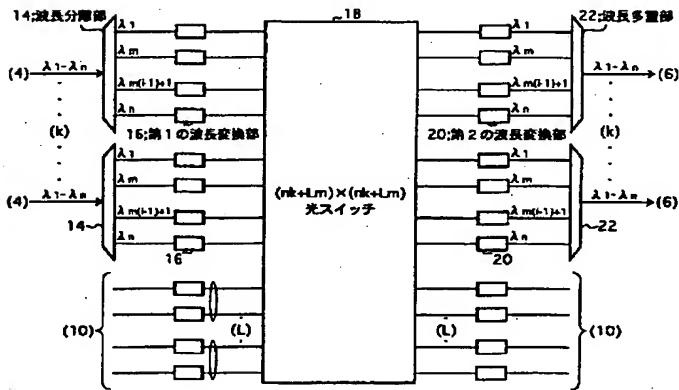 18
14;波長分離部
22;波長多重部
λ1
λ1
λm
λm
(4)
λ1-λn
λm(i-1)+1
λm(i-1)+1
λ1-λn
(6)
λn
λn
(k)
(k)
16;第1の波長変換部
20;第2の波長変換部
λ1
λ1
λm
λm
(nk+Lm)×(nk+Lm)
光スイッチ
(4)
λ1-λn
λm(i-1)+1
λm(i-1)+1
λ1-λn
(6)
14
λn
λn
22
16
20
(10)
(L)
(L)
(10)